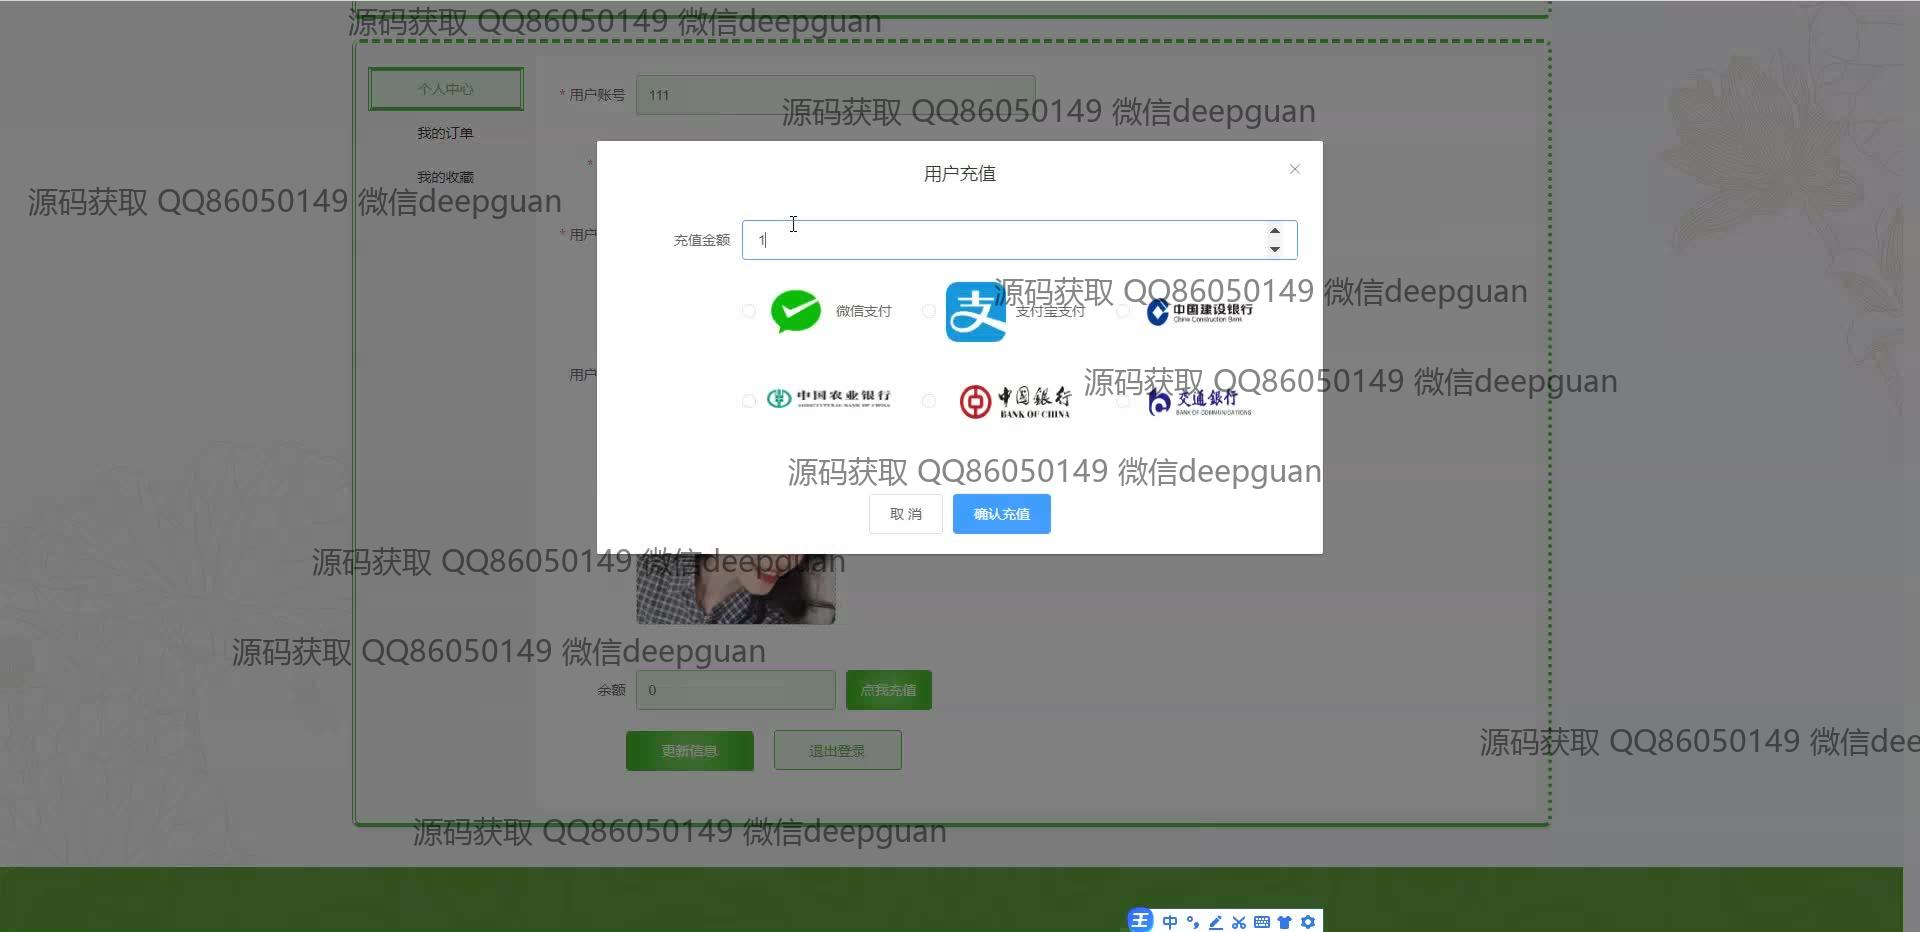 源码获取 QQ86050149 微信deepguan
个人中心
* 用户账号
111
源码获取 QQ86050149 微信deepguan
我的订单
*
用户充值
我的收藏
源码获取 QQ86050149 微信deepguan
* 用户
充值金额
1
源码获取 QQ86050149 微信deepguan
微信支付
支
支付宝支付
中国建设银行
China Construction Bank
用户
源码获取 QQ86050149 微信deepguan
中国农业银行
AGRICULTURAL BANK OF CHINA
中国銀行
BANK OF CHINA
交通銀行
BANK OF COMMUNICATIONS
源码获取 QQ86050149 微信deepguan
取 消
确认充值
源码获取 QQ86050149 微信deepguan
源码获取 QQ86050149 微信deepguan
余额
0
点我充值
更新信息
退出登录
源码获取 QQ86050149 微信dee
源码获取 QQ86050149 微信deepguan
王 中